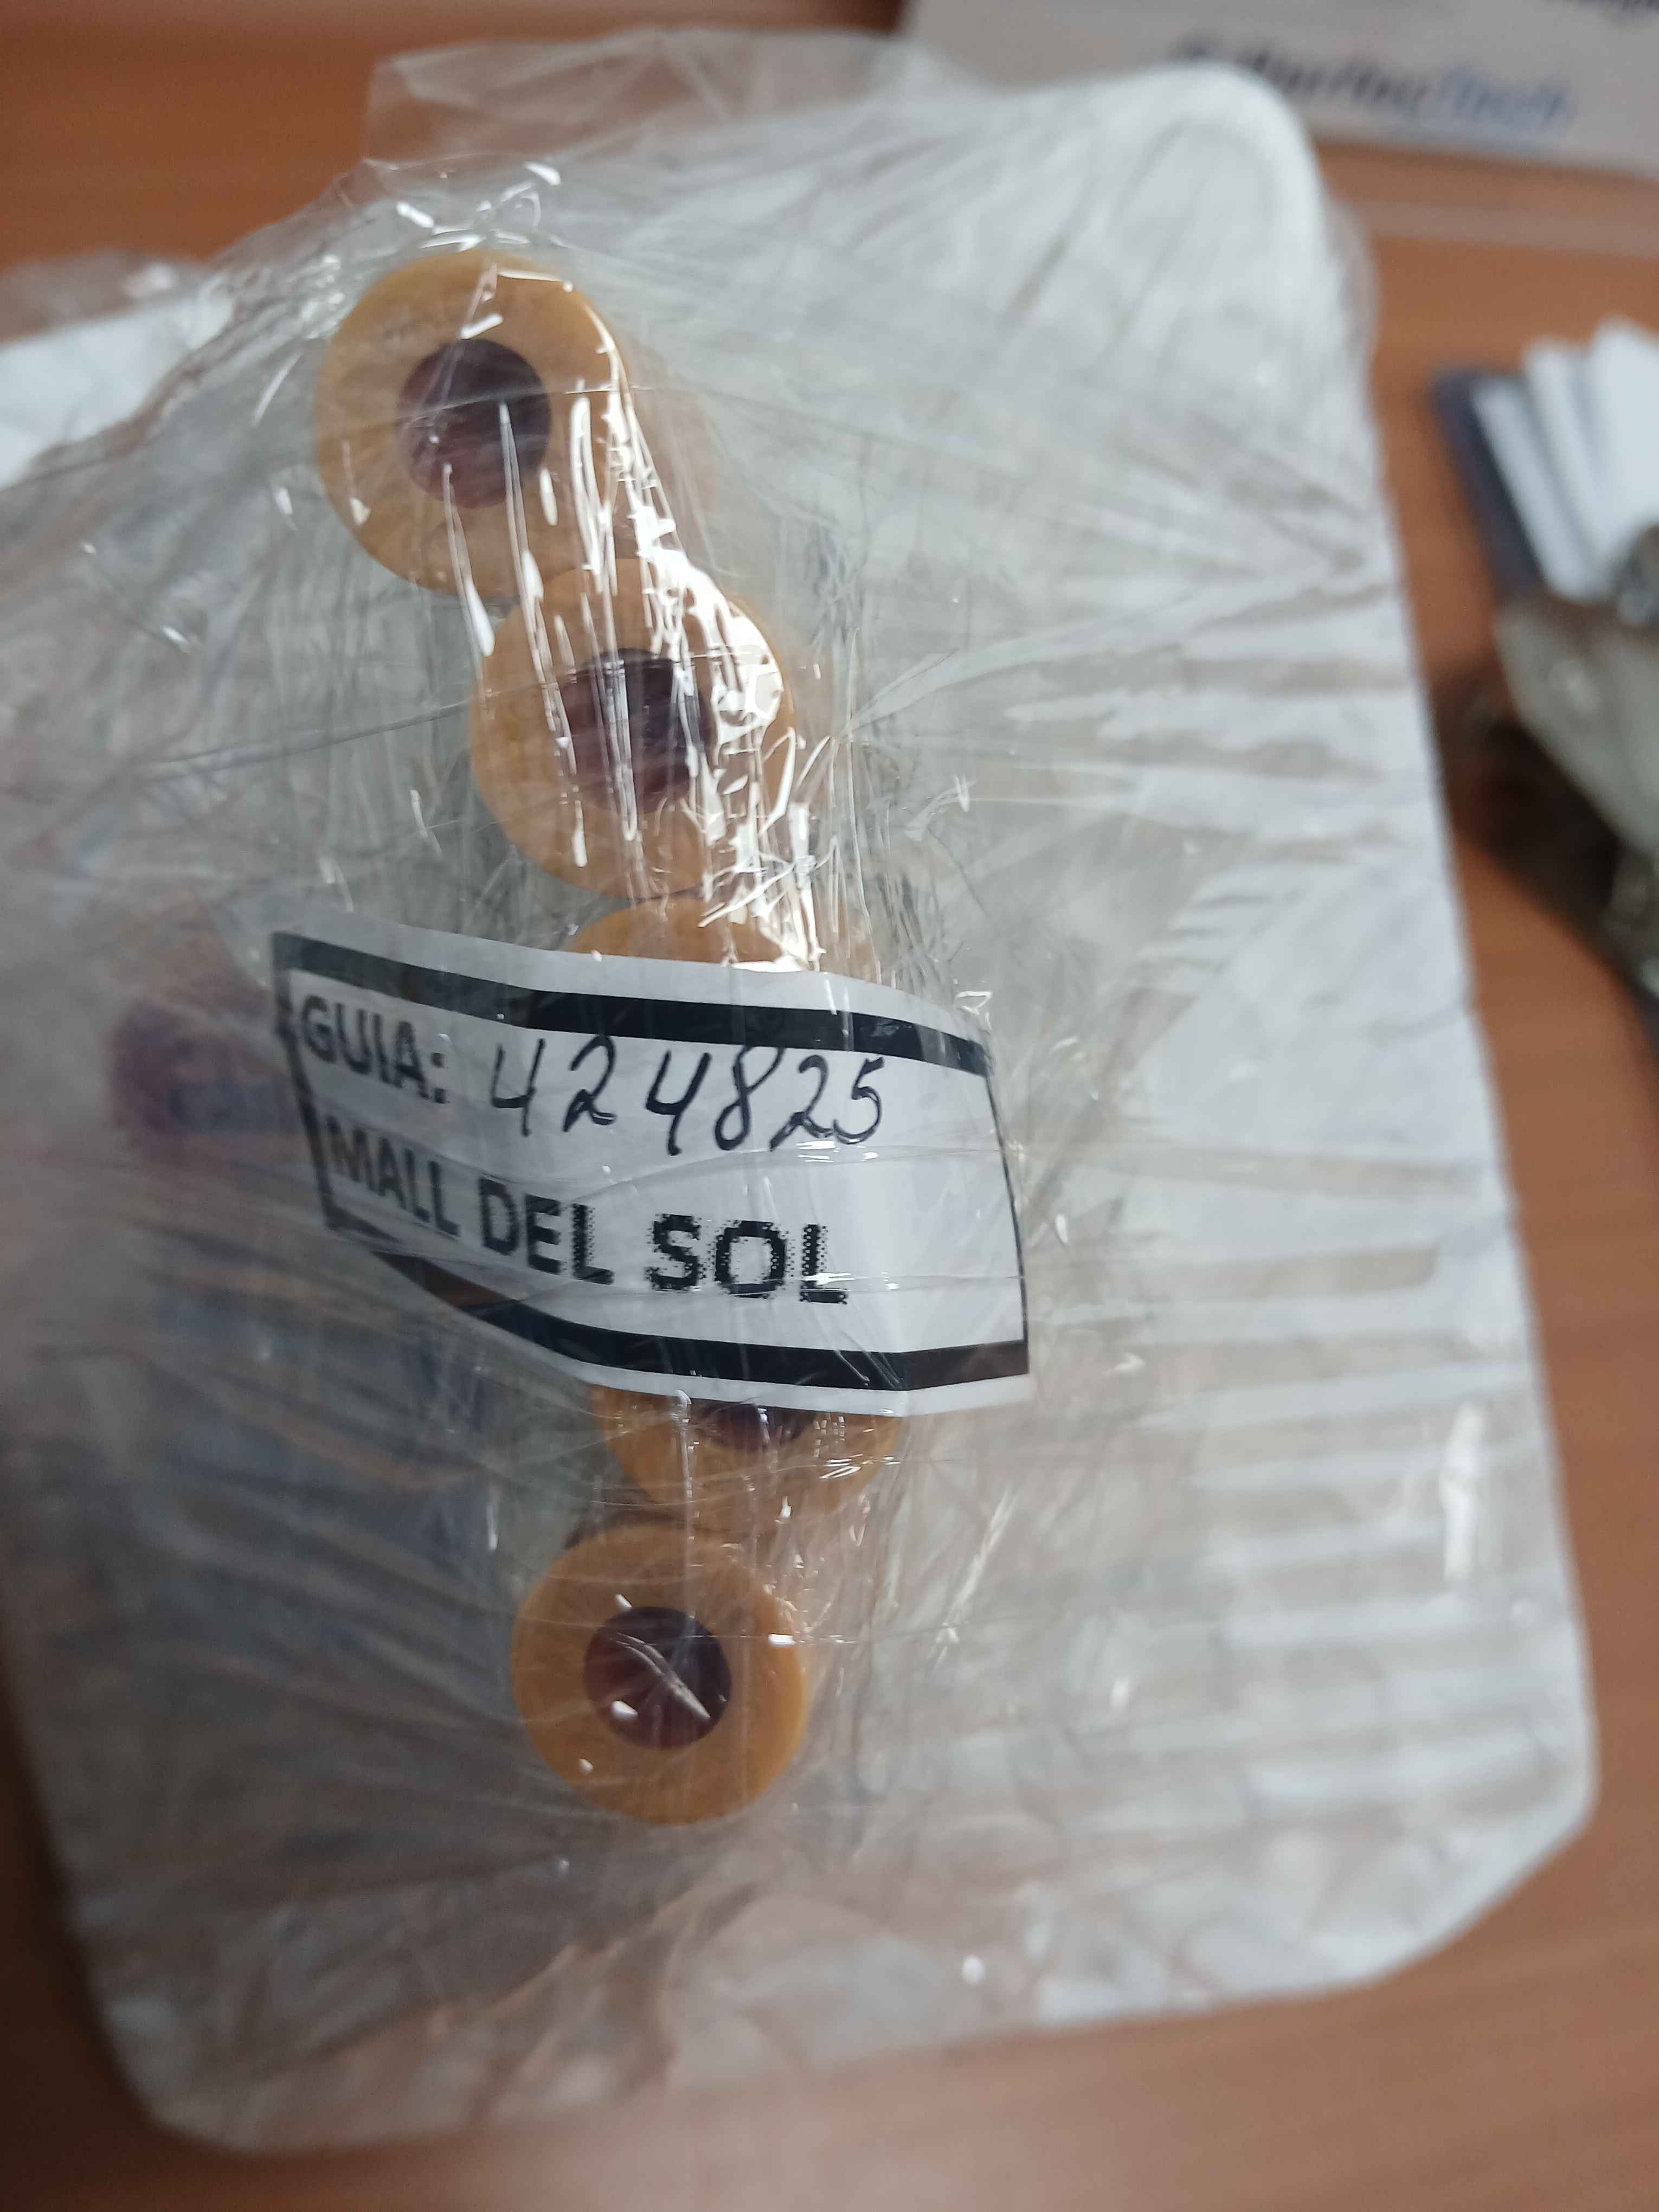 GUIA: 424825
MALL DEL SOL